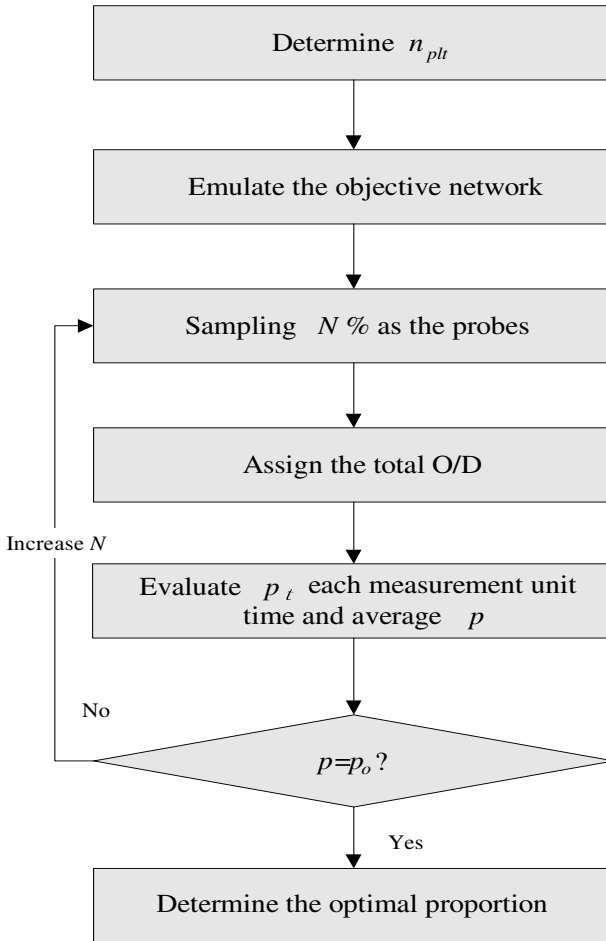 Determine n_plt
Emulate the objective network
Sampling N % as the probes
Assign the total O/D
Increase N
Evaluate p_t each measurement unit
time and average p
No
p=p_o?
Yes
Determine the optimal proportion